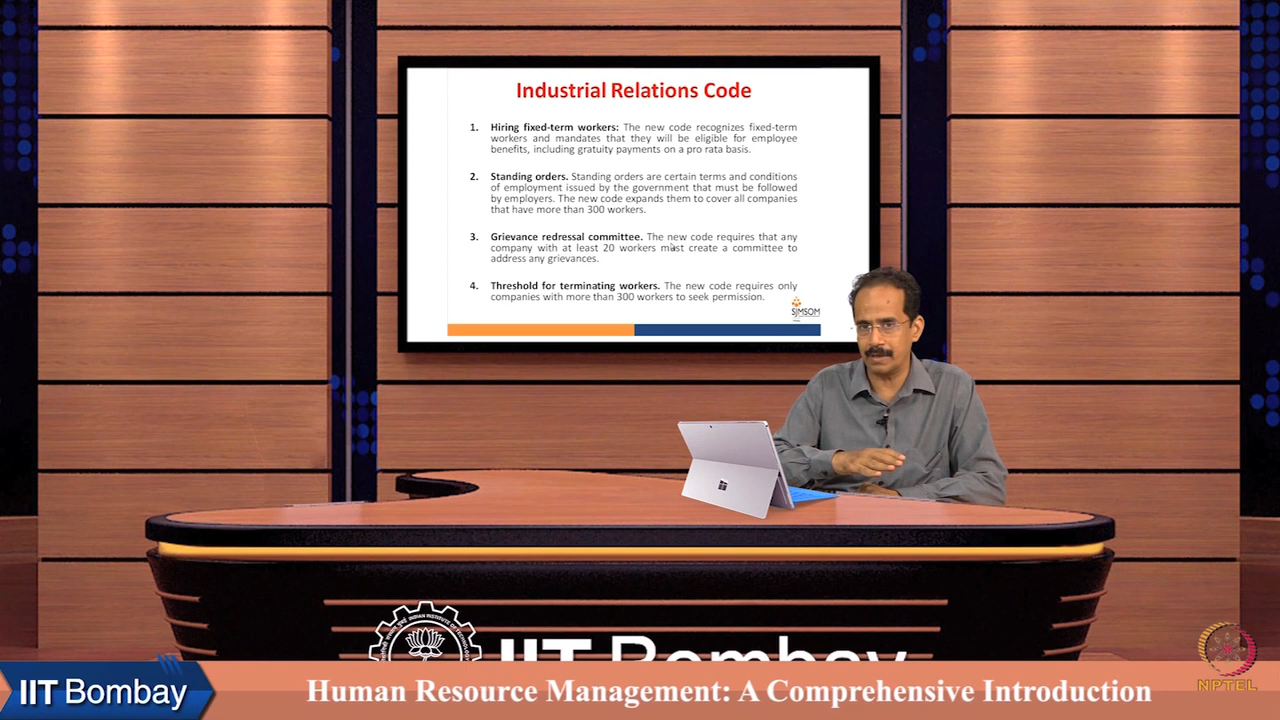 Industrial Relations Code
1. Hiring fixed-term workers: The new code recognizes fixed-term
workers and mandates that they will be eligible for employee
benefits, including gratuity payments on a pro rata basis.
2. Standing orders. Standing orders are certain terms and conditions
of employment issued by the government that must be followed
by employers. The new code expands them to cover all companies
that have more than 300 workers.
3. Grievance redressal committee. The new code requires that any
company with at least 20 workers must create a committee to
address any grievances.
4. Threshold for terminating workers. The new code requires only
companies with more than 300 workers to seek permission.
SJMSOM
IIT Bombay
IIT Bombay
Human Resource Management: A Comprehensive Introduction
NPTEL